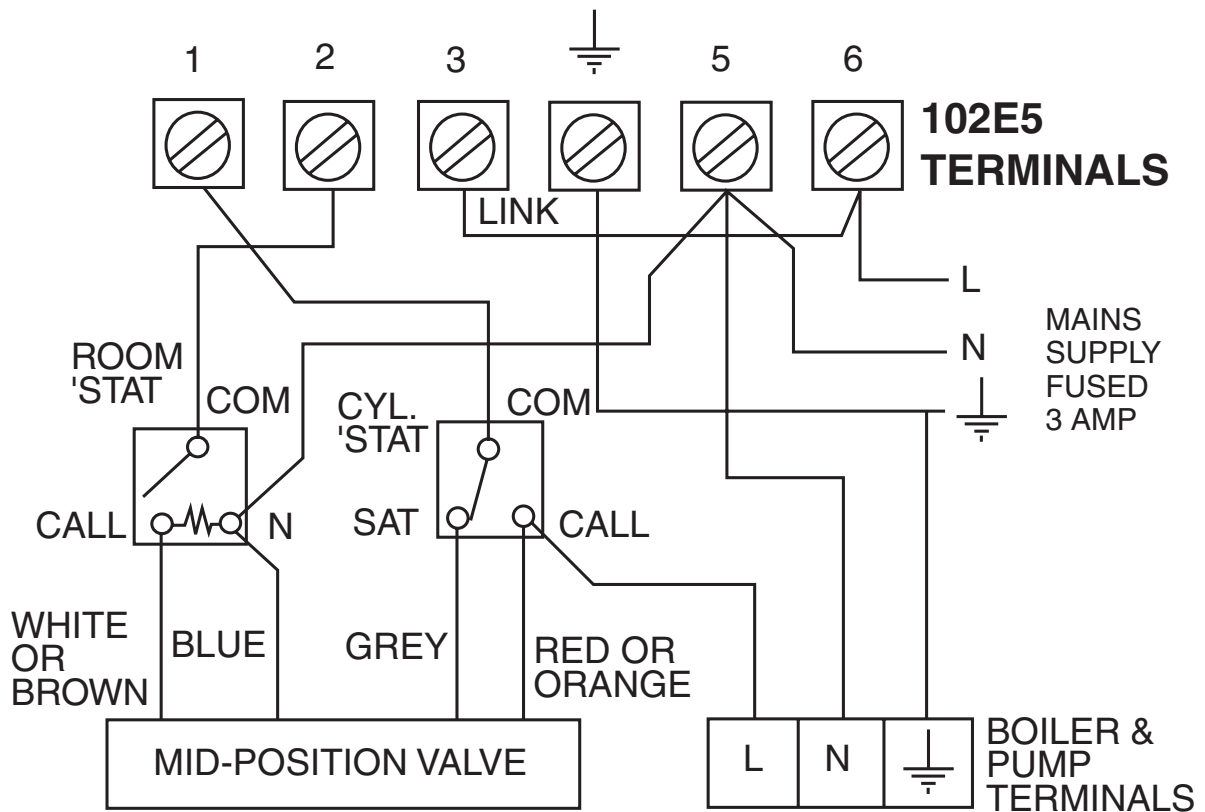 1 2 3 5 6
102E5
TERMINALS
LINK
L
N
MAINS
SUPPLY
FUSED
3 AMP
ROOM
'STAT
COM
CYL.
'STAT
COM
CALL
N
SAT
CALL
WHITE
OR
BROWN
BLUE
GREY
RED OR
ORANGE
MID-POSITION VALVE
L
N
BOILER &
PUMP
TERMINALS